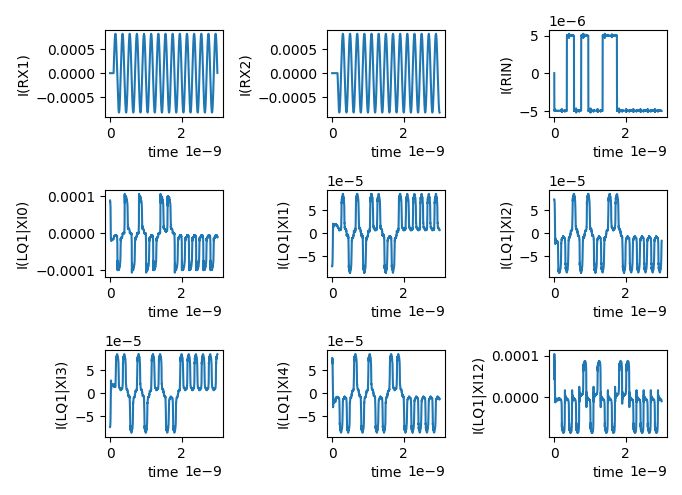 I(RX1)
0.0005
0.0000
−0.0005
0
2
time 1e−9
I(RX2)
0.0005
0.0000
−0.0005
0
2
time 1e−9
1e−6
I(RIN)
5
0
−5
0
2
time 1e−9
I(LQ1|XI0)
0.0001
0.0000
−0.0001
0
2
time 1e−9
1e−5
I(LQ1|XI1)
5
0
−5
0
2
time 1e−9
1e−5
I(LQ1|XI2)
5
0
−5
0
2
time 1e−9
1e−5
I(LQ1|XI3)
5
0
−5
0
2
time 1e−9
1e−5
I(LQ1|XI4)
5
0
−5
0
2
time 1e−9
I(LQ1|XI12)
0.0001
0.0000
0
2
time 1e−9